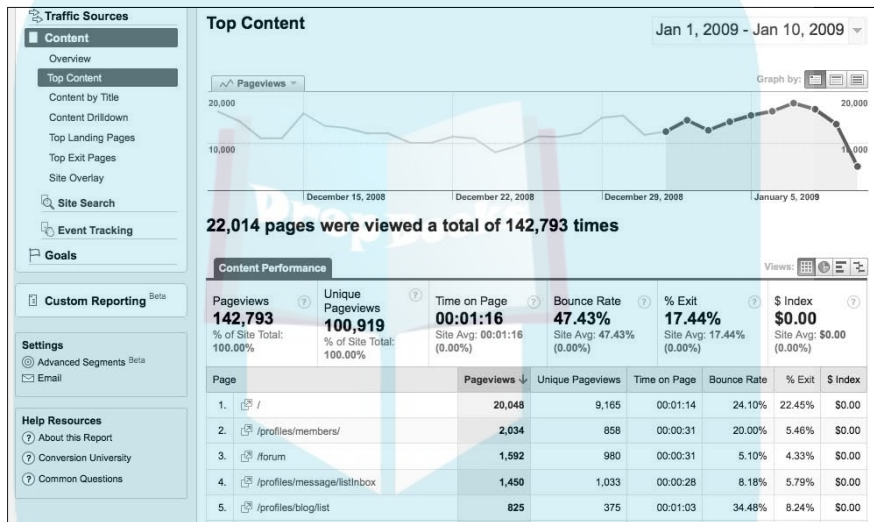 Traffic Sources
Content
Overview
Top Content
Content by Title
Content Drilldown
Top Landing Pages
Top Exit Pages
Site Overlay
Site Search
Event Tracking
Goals
Custom Reporting Beta
Settings
Advanced Segments Beta
Email
Help Resources
? About this Report
? Conversion University
? Common Questions
Top Content
Jan 1, 2009 - Jan 10, 2009
Pageviews
Graph by:
20,000 20,000
10,000 10,000
December 15, 2008 December 22, 2008 December 29, 2008 January 5, 2009
DropBooks
22,014 pages were viewed a total of 142,793 times
Content Performance
Views:
Pageviews ?
142,793
% of Site Total:
100.00%
Unique ?
Pageviews
100,919
% of Site Total:
100.00%
Time on Page ?
00:01:16
Site Avg: 00:01:16
(0.00%)
Bounce Rate ?
47.43%
Site Avg: 47.43%
(0.00%)
% Exit ?
17.44%
Site Avg: 17.44%
(0.00%)
$ Index ?
$0.00
Site Avg: $0.00
(0.00%)
Page Pageviews Unique Pageviews Time on Page Bounce Rate % Exit $ Index
1. / 20,048 9,165 00:01:14 24.10% 22.45% $0.00
2. /profiles/members/ 2,034 858 00:00:31 20.00% 5.46% $0.00
3. /forum 1,592 980 00:00:31 5.10% 4.33% $0.00
4. /profiles/message/listInbox 1,450 1,033 00:00:28 8.18% 5.79% $0.00
5. /profiles/blog/list 825 375 00:01:03 34.48% 8.24% $0.00